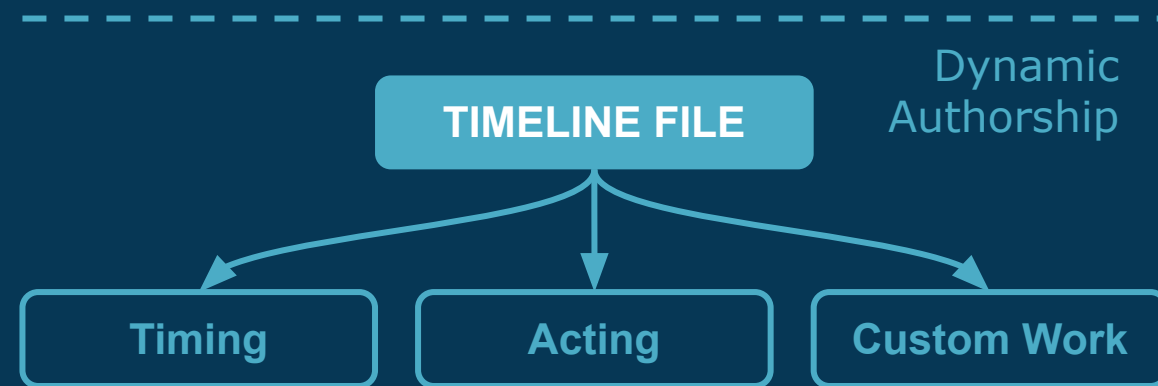 Dynamic
Authorship
TIMELINE FILE
Timing
Acting
Custom Work